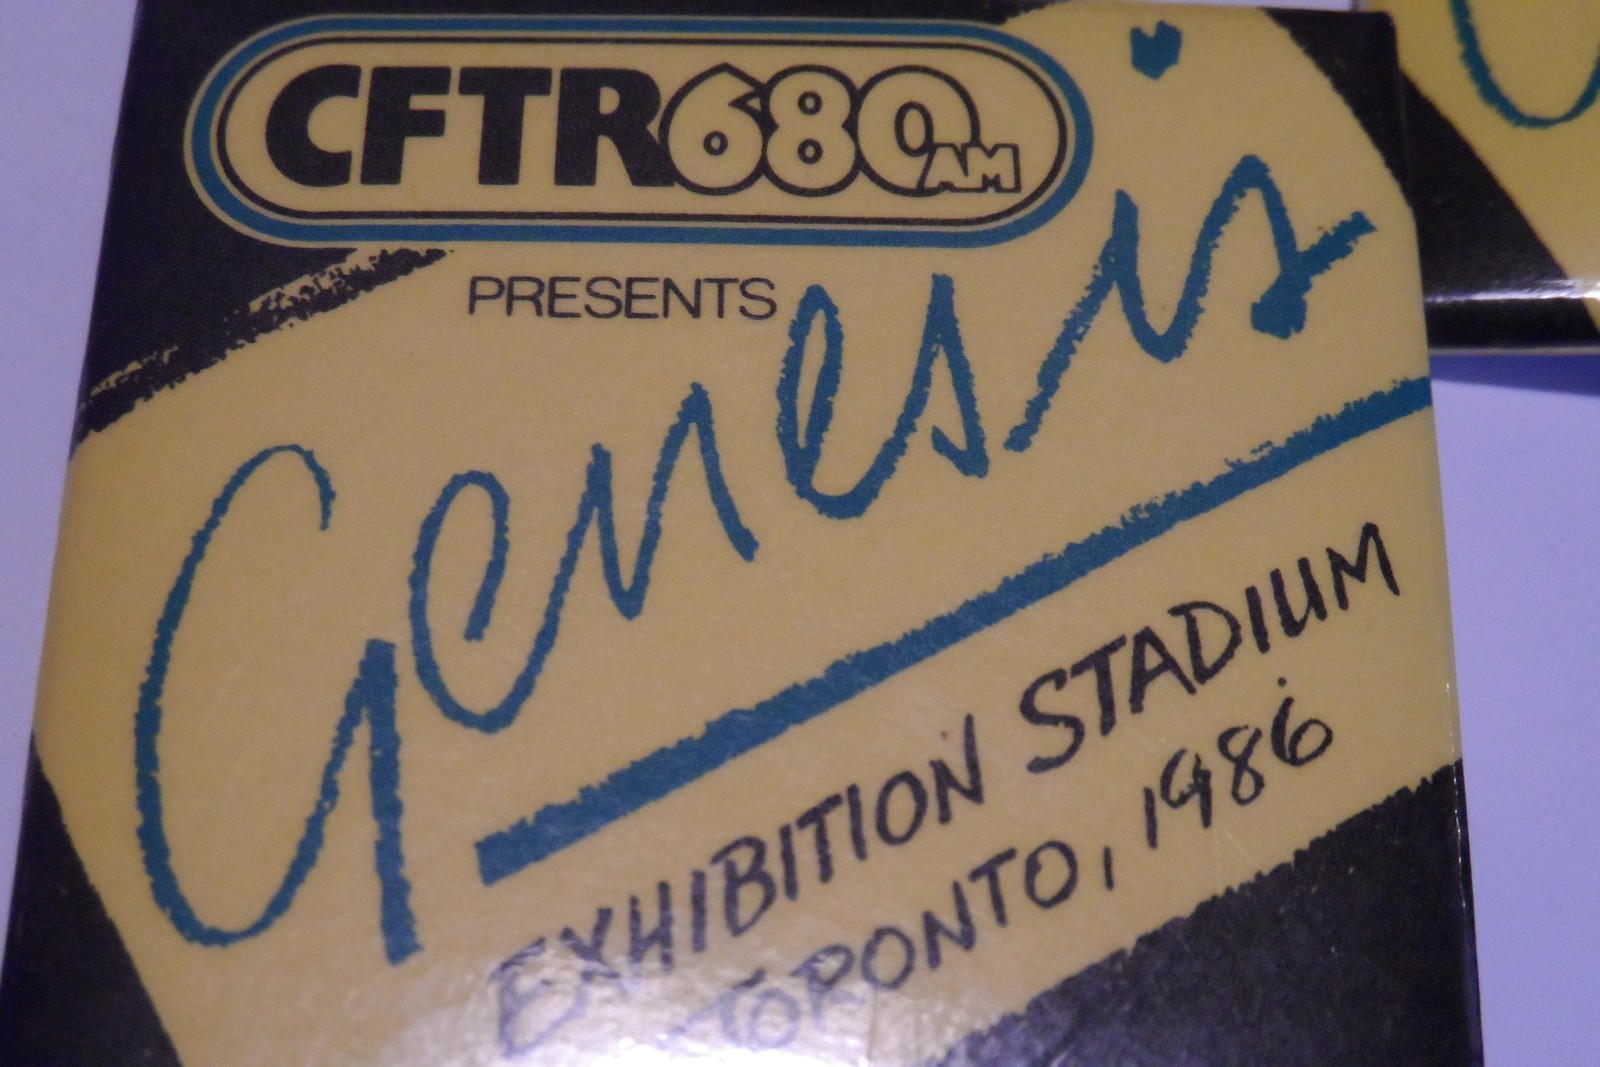 CFTR680AM
PRESENTS
Genesis
EXHIBITION STADIUM
TORONTO, 1986